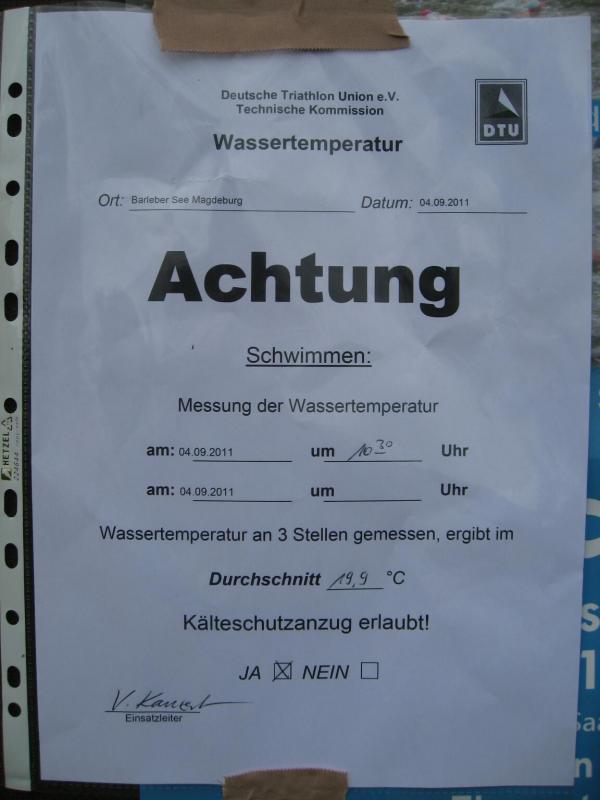 Deutsche Triathlon Union e.V.
Technische Kommission
DTU
Wassertemperatur
Ort: Barleber See Magdeburg Datum: 04.09.2011
Achtung
Schwimmen:
Messung der Wassertemperatur
am: 04.09.2011 um 10 30 Uhr
am: 04.09.2011 um Uhr
Wassertemperatur an 3 Stellen gemessen, ergibt im
Durchschnitt 19,9 °C
Kälteschutzanzug erlaubt!
JA ☒ NEIN ☐
Einsatzleiter
HETZEL